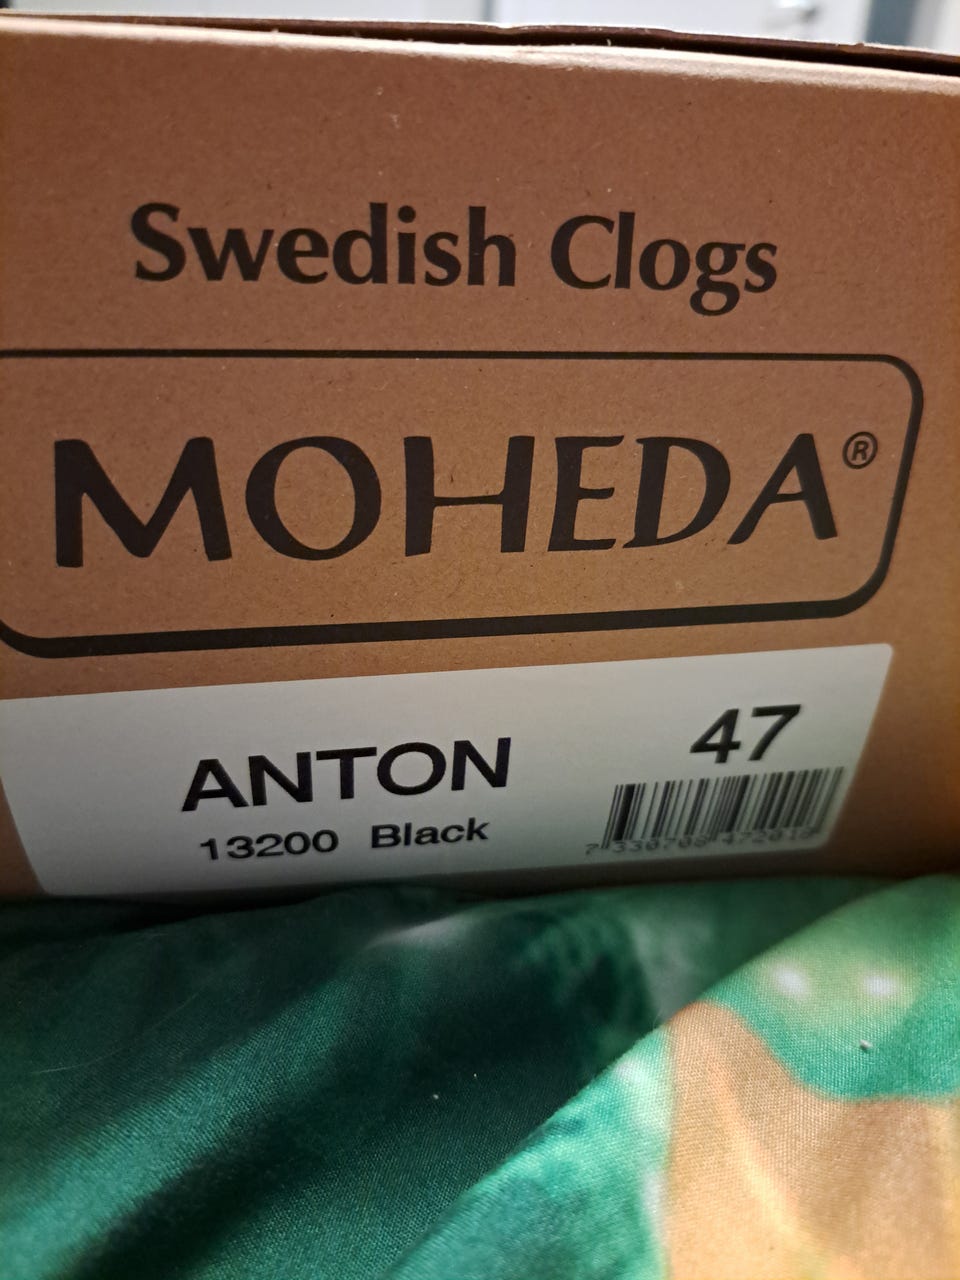 Swedish Clogs
MOHEDA®
ANTON
47
13200 Black